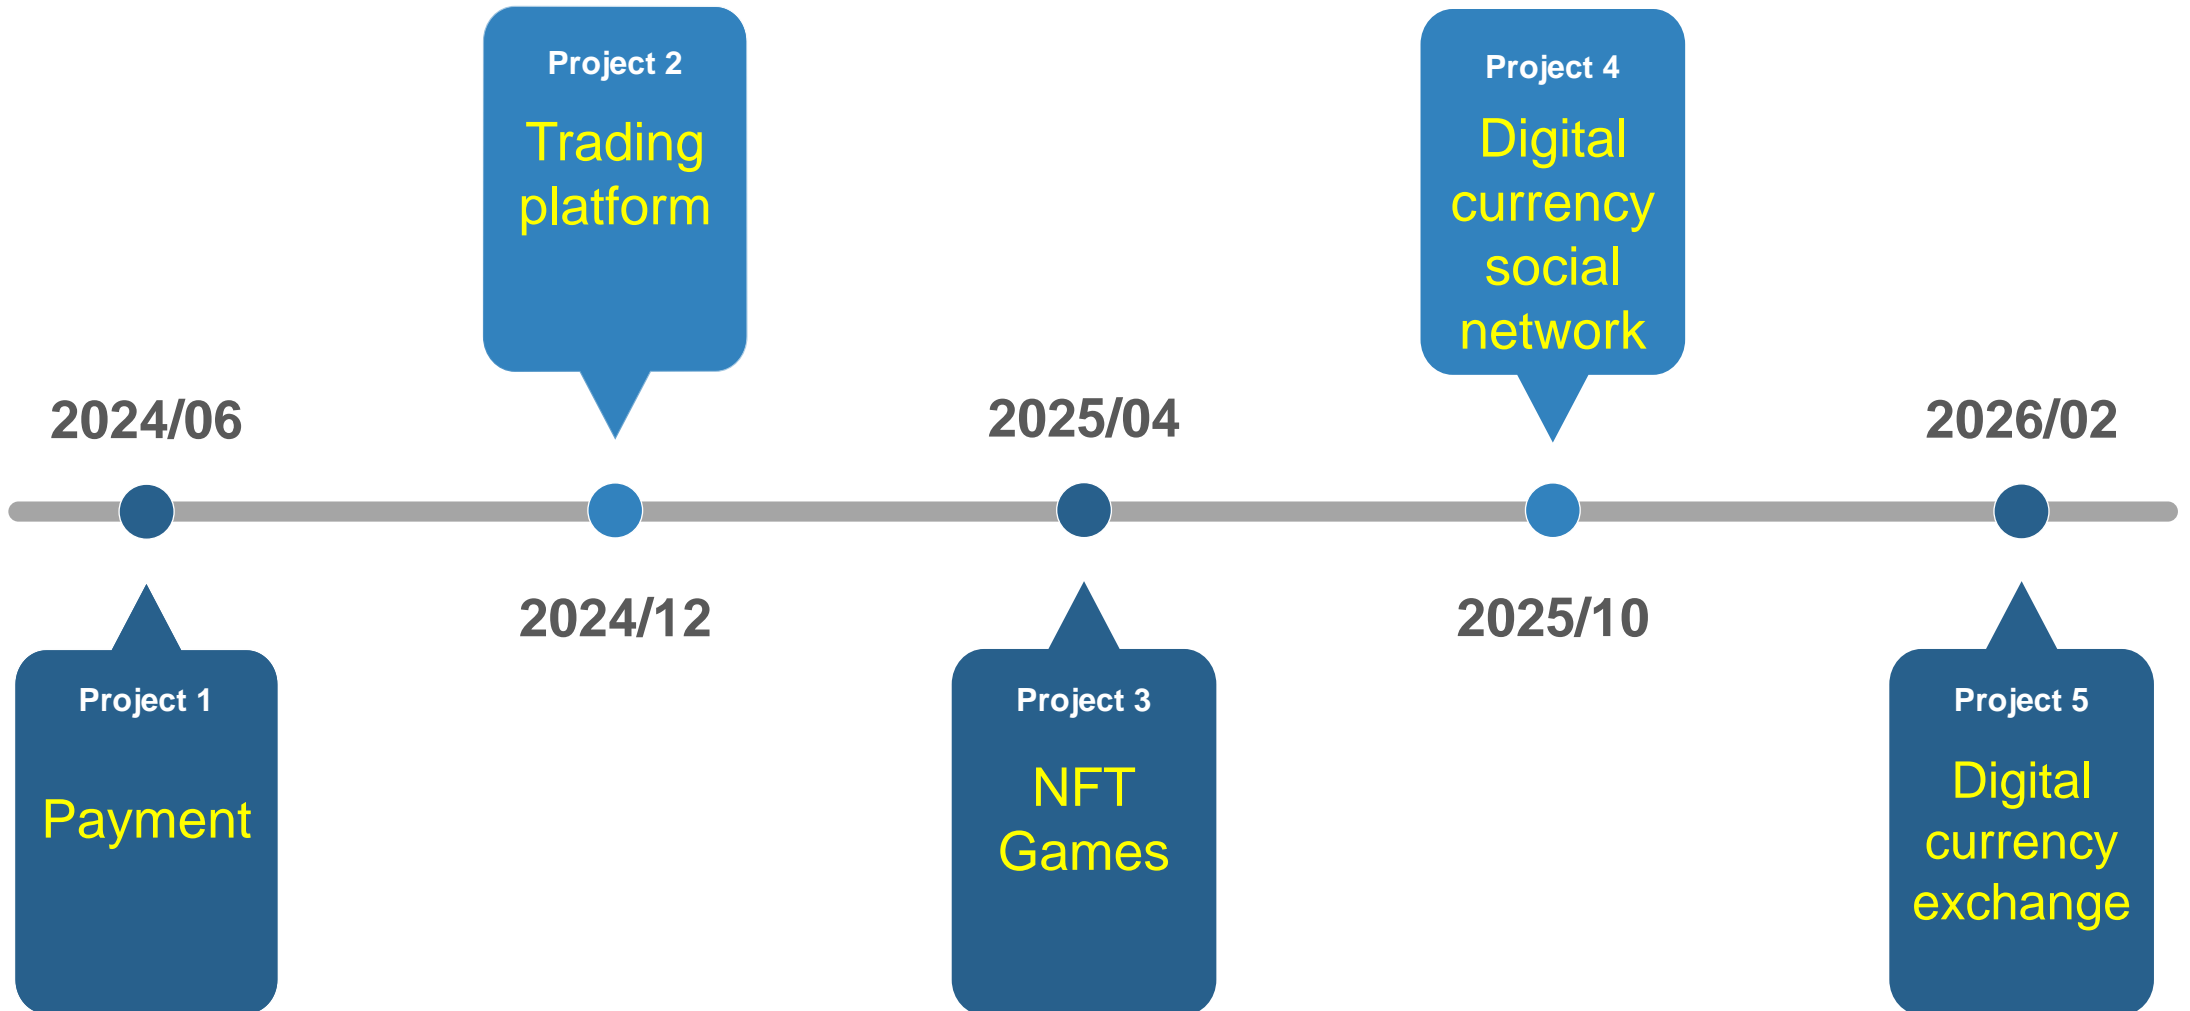 Project 2
Trading
platform
Project 4
Digital
currency
social
network
2024/06
2025/04
2026/02
2024/12
2025/10
Project 1
Payment
Project 3
NFT
Games
Project 5
Digital
currency
exchange